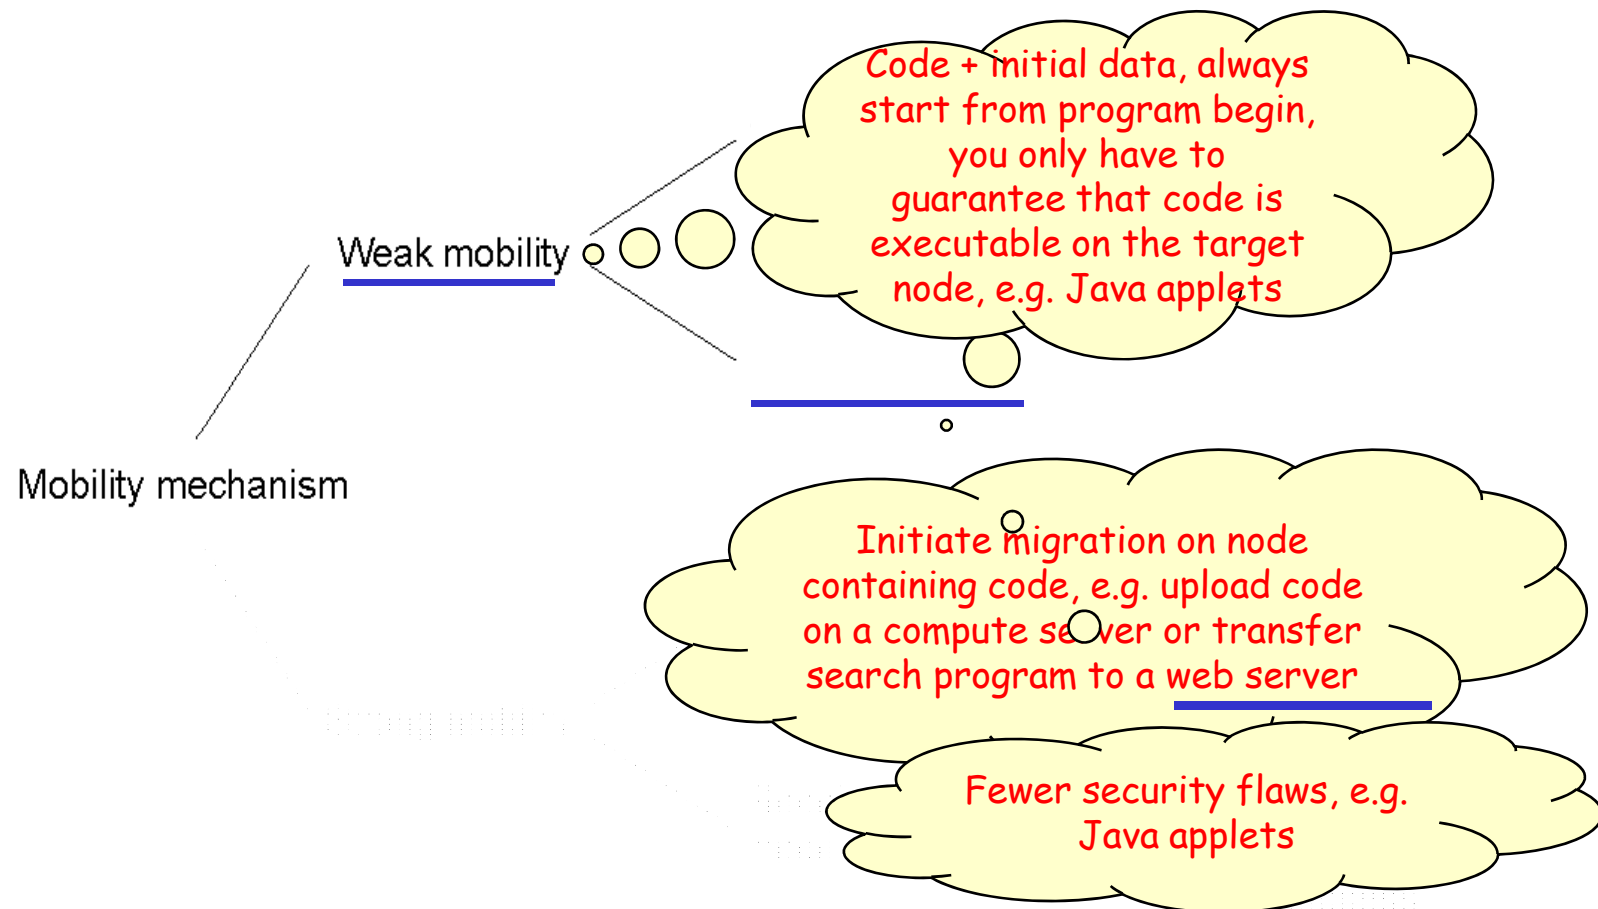 Code + initial data, always
start from program begin,
you only have to
guarantee that code is
executable on the target
node, e.g. Java applets
Weak mobility
Mobility mechanism
Initiate migration on node
containing code, e.g. upload code
on a compute server or transfer
search program to a web server
Fewer security flaws, e.g.
Java applets